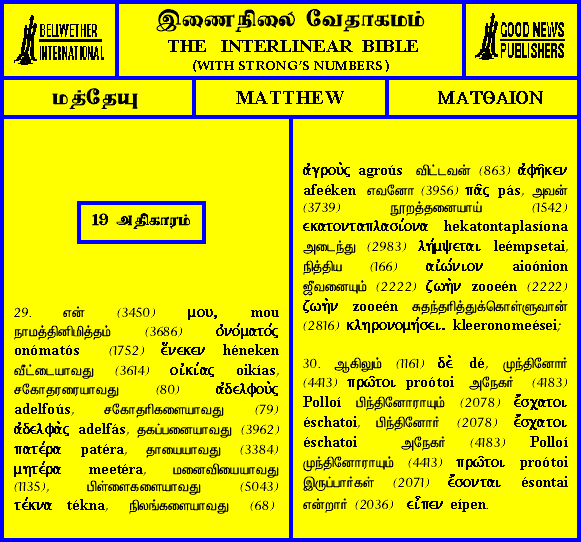 BELLWETHER
INTERNATIONAL
இணைநிலை வேதாகமம்
THE INTERLINEAR BIBLE
(WITH STRONG'S NUMBERS)
GOOD NEWS
PUBLISHERS
மத்தேயு
MATTHEW
ΜΑΤΘΑΙΟΝ
19 அதிகாரம்
29. என் (3450) μου, mou
நாமத்தினிமித்தம் (3686) ὀνόματός
onómatós (1752) ἕνεκεν héneken
வீட்டையாவது (3614) οἰκίας oikías,
சகோதரரையாவது (80) ἀδελφοὺς
adelfoús, சகோதரிகளையாவது (79)
ἀδελφὰς adelfás, தகப்பனையாவது (3962)
πατέρα patéra, தாயையாவது (3384)
μητέρα meetéra, மனைவியையாவது
(1135), பிள்ளைகளையாவது (5043)
τέκνα tékna, நிலங்களையாவது (68)
ἀγροὺς agroús விட்டவன் (863) ἀφῆκεν
afeéken எவனோ (3956) πᾶς pás, அவன்
(3739) நூறத்தனையாய் (1542)
εκατονταπλασίονα hekatontaplasíona
அடைந்து (2983) λήμψεται leémpsetai,
நித்திய (166) αἰώνιον aioónion
ஜீவனையும் (2222) ζωὴν zooeén (2222)
ζωὴν zooeén சுதந்தரித்துக்கொள்ளுவான்
(2816) κληρονομήσει.. kleeronomeései;
30. ஆகிலும் (1161) δὲ dé, முந்தினோர்
(4413) πρῶτοι proótoi அநேகர் (4183)
Polloí பிந்தினோராயும் (2078) ἔσχατοι
éschatoi, பிந்தினோர் (2078) ἔσχατοι
éschatoi அநேகர் (4183) Polloí
முந்தினோராயும் (4413) πρῶτοι proótoi
இருப்பார்கள் (2071) ἔσονται ésontai
என்றார் (2036) εἶπεν eípen.